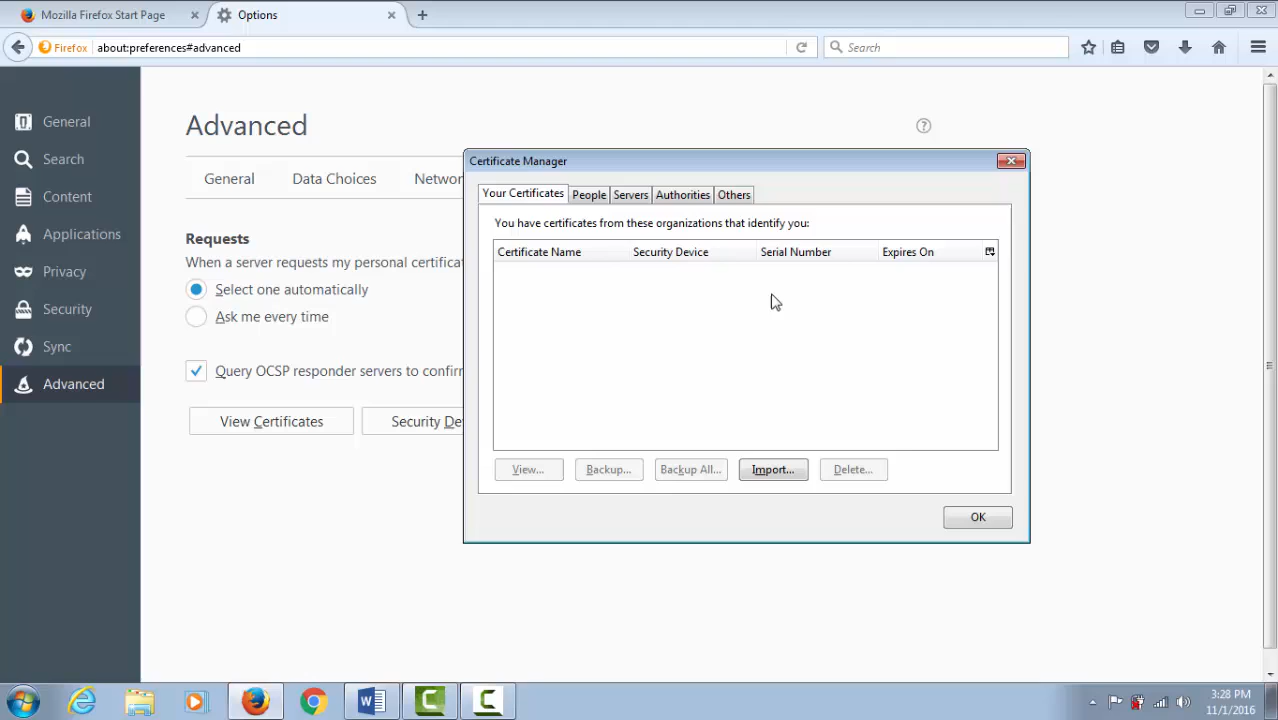 Mozilla Firefox Start Page
Options
Firefox
about:preferences#advanced
Search
General
Search
Content
Applications
Privacy
Security
Sync
Advanced
Advanced
General
Data Choices
Networ
Requests
When a server requests my personal certifica
Select one automatically
Ask me every time
Query OCSP responder servers to confirm
View Certificates
Security De
Certificate Manager
Your Certificates
People
Servers
Authorities
Others
You have certificates from these organizations that identify you:
Certificate Name
Security Device
Serial Number
Expires On
View...
Backup...
Backup All...
Import...
Delete...
OK
3:28 PM
11/1/2016